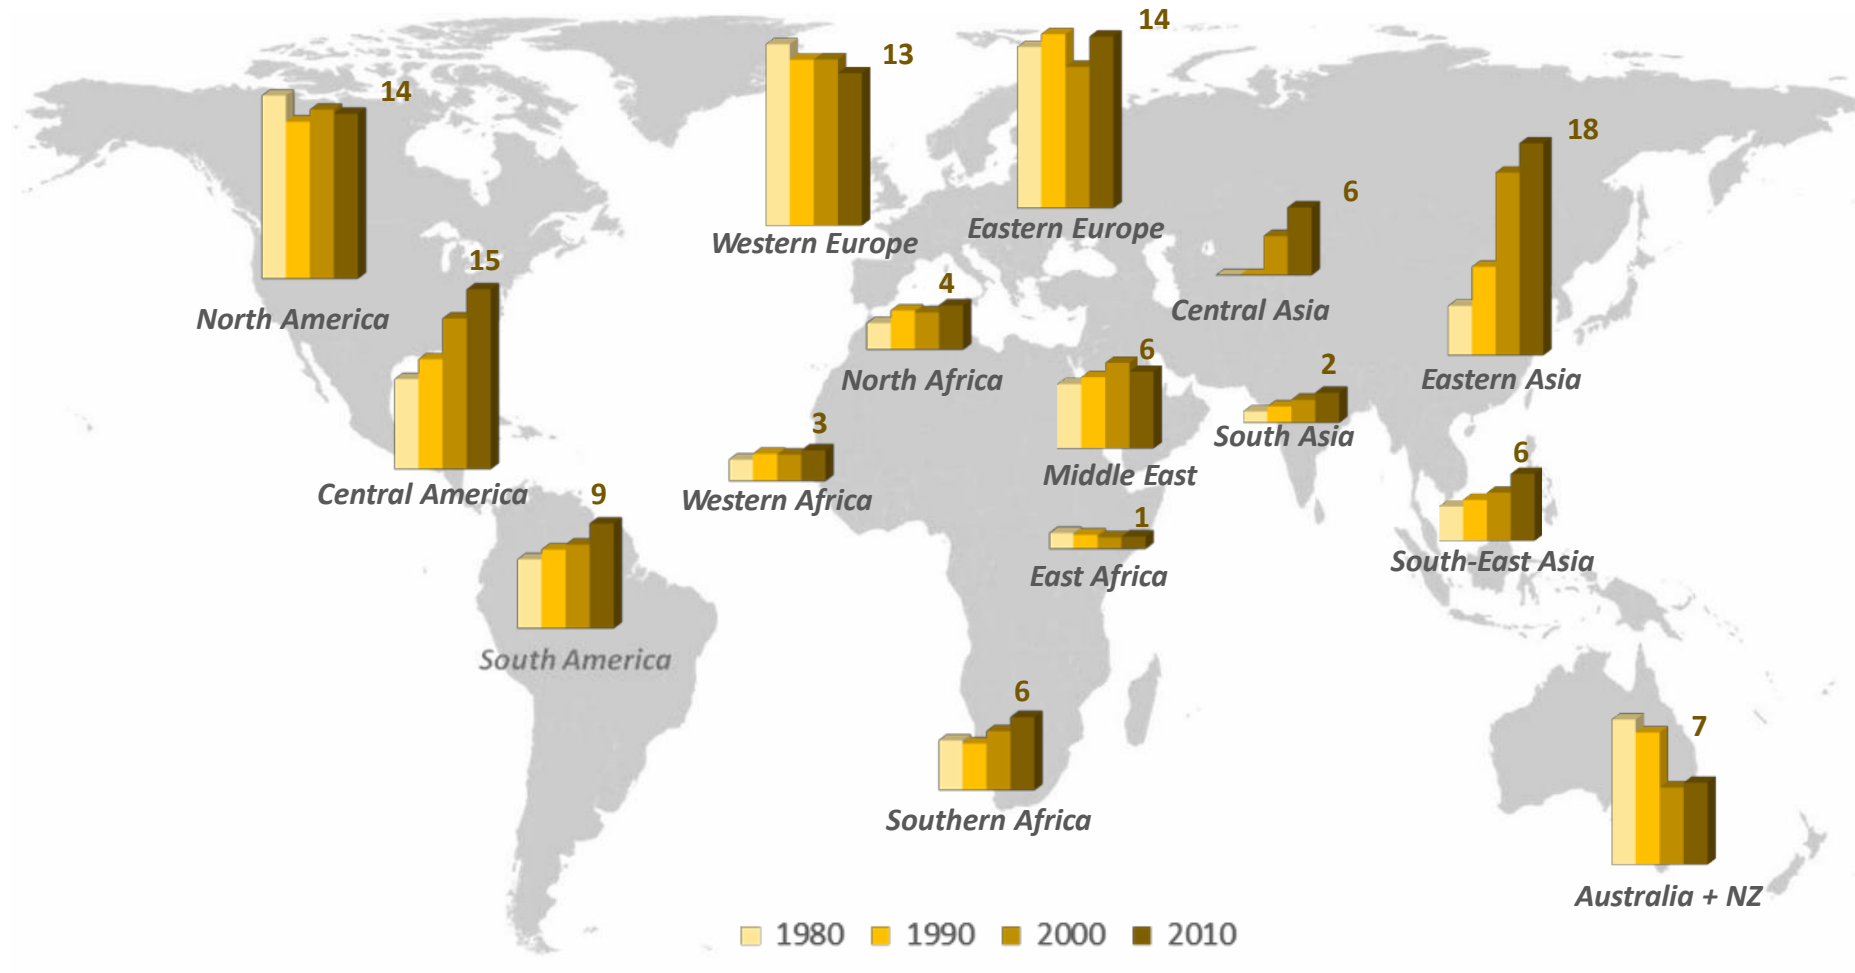 14
13
14
18
6
North America
15
Western Europe
Eastern Europe
4
Central Asia
6
2
North Africa
Eastern Asia
3
Middle East
South Asia
6
Central America
9
Western Africa
1
South-East Asia
East Africa
South America
6
7
Southern Africa
Australia + NZ
1980 1990 2000 2010